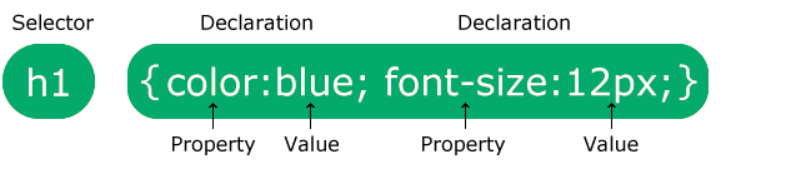 Selector Declaration Declaration
h1 {color:blue; font-size:12px;}
Property Value Property Value